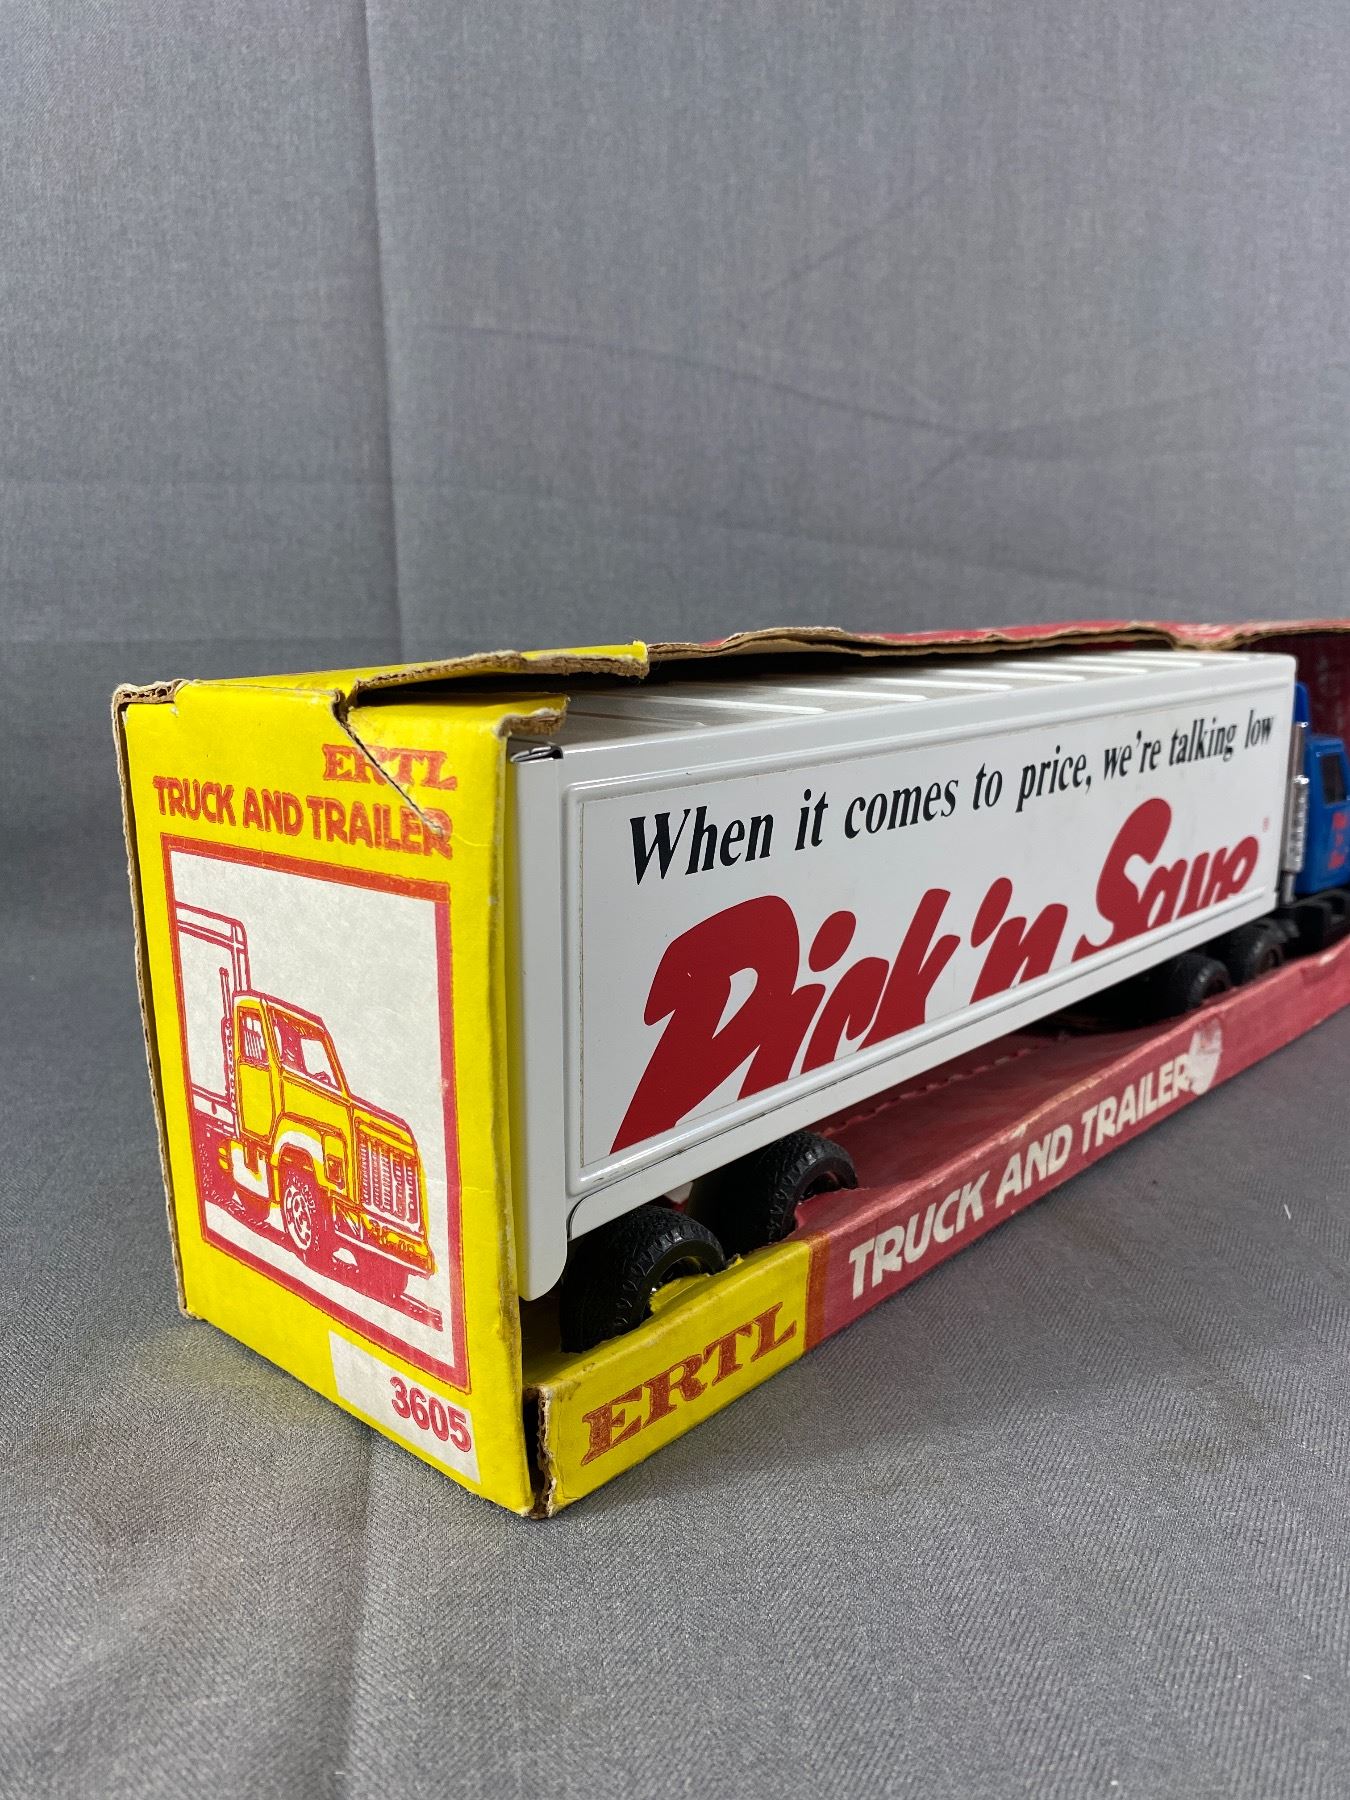 ERTL
TRUCK AND TRAILER
3605
When it comes to price, we're talking low
Pick 'n Save
®
ERTL
TRUCK AND TRAILER